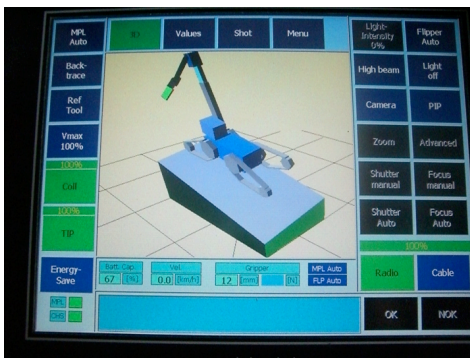 MPL
Auto
3D
Values
Shot
Menu
Light-
Intensity
0%
Flipper
Auto
Back-
trace
High beam
Light
off
Ref
Tool
Camera
PIP
Vmax
100%
Zoom
Advanced
100%
Coll
Shutter
manual
Focus
manual
100%
TIP
Shutter
Auto
Focus
Auto
100%
Energy-
Save
Batt. Cap.
67 [%]
Vel.
0.0 [km/h]
Gripper
12 [mm] [N]
MPL Auto
FLP Auto
Radio
Cable
MPL
CHS
OK
NOK